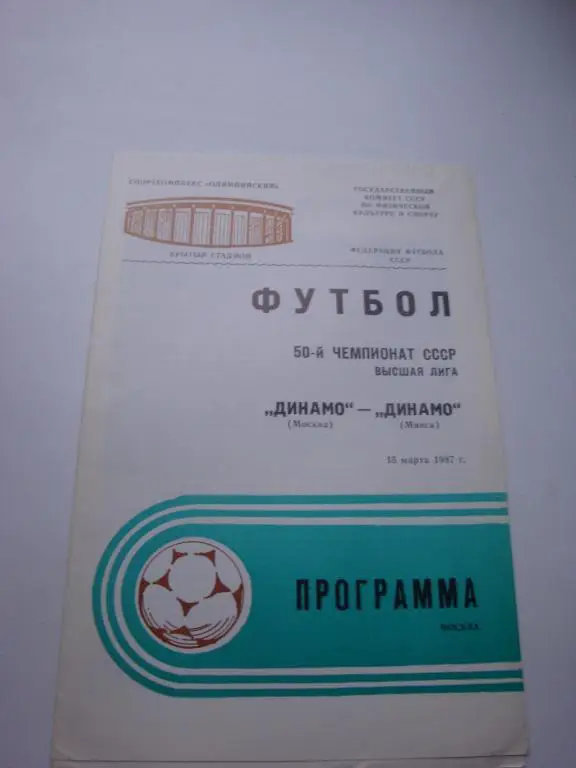 СПОРТКОМПЛЕКС «ОЛИМПИЙСКИЙ»
КРЫТЫЙ СТАДИОН
ГОСУДАРСТВЕННЫЙ
КОМИТЕТ СССР
ПО ФИЗИЧЕСКОЙ
КУЛЬТУРЕ И СПОРТУ
ФЕДЕРАЦИЯ ФУТБОЛА
СССР
ФУТБОЛ
50-й ЧЕМПИОНАТ СССР
ВЫСШАЯ ЛИГА
„ДИНАМО“ — „ДИНАМО“
(Москва) (Минск)
15 марта 1987 г.
ПРОГРАММА
МОСКВА